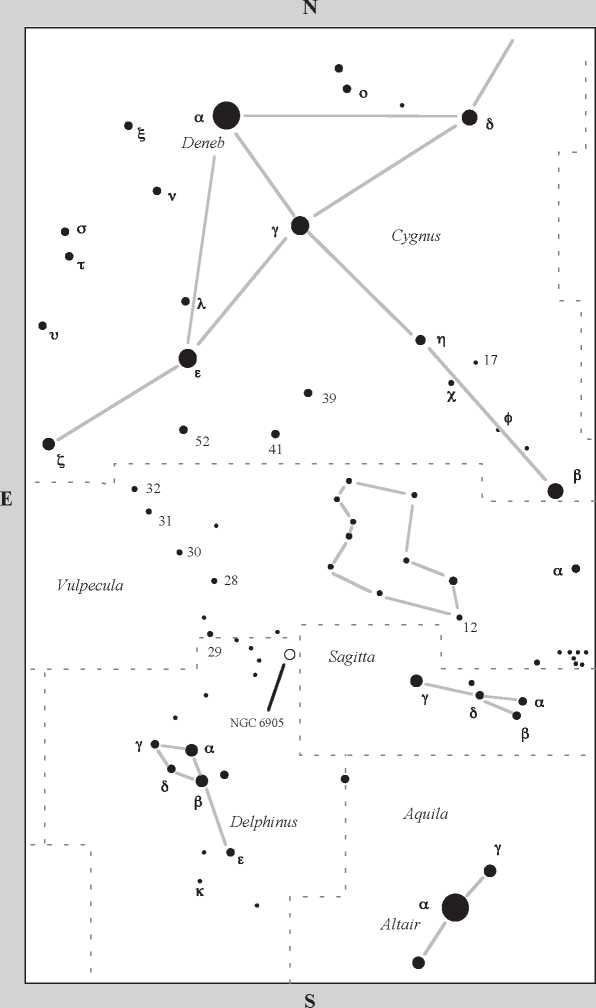 N
ο
α
δ
ξ
Deneb
ν
γ
σ
Cygnus
τ
λ
υ
η
17
ε
χ
39
φ
52
41
ζ
β
32
E
31
30
α
28
Vulpecula
12
29
Sagitta
γ
α
δ
NGC 6905
β
γ
α
δ
β
Aquila
Delphinus
γ
ε
κ
α
Altair
S